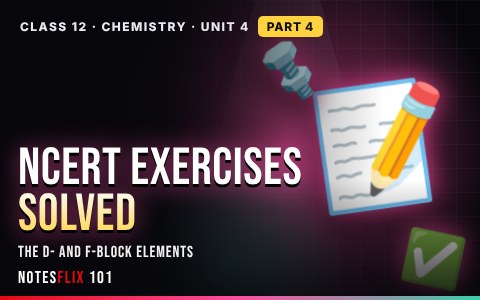 CLASS 12 · CHEMISTRY · UNIT 4 PART 4
NCERT EXERCISES
SOLVED
THE D- AND F-BLOCK ELEMENTS
NOTESFLIX 101